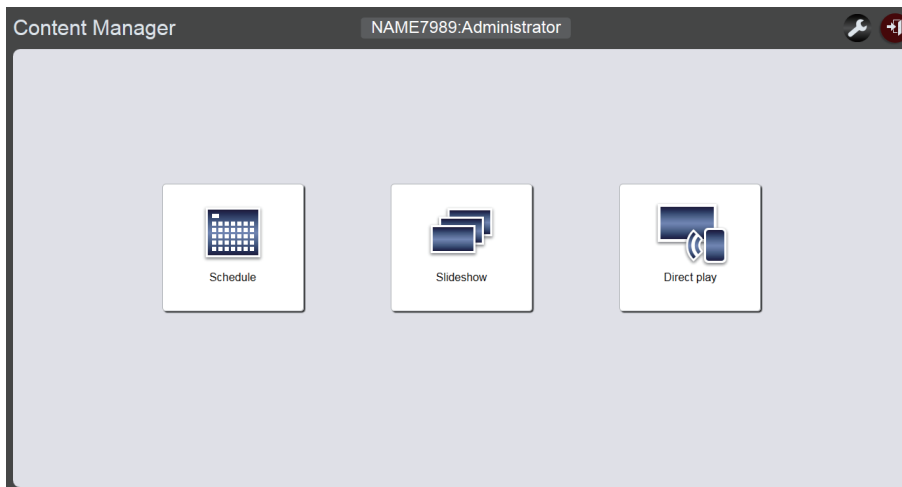 Content Manager
NAME7989:Administrator
Schedule
Slideshow
Direct play